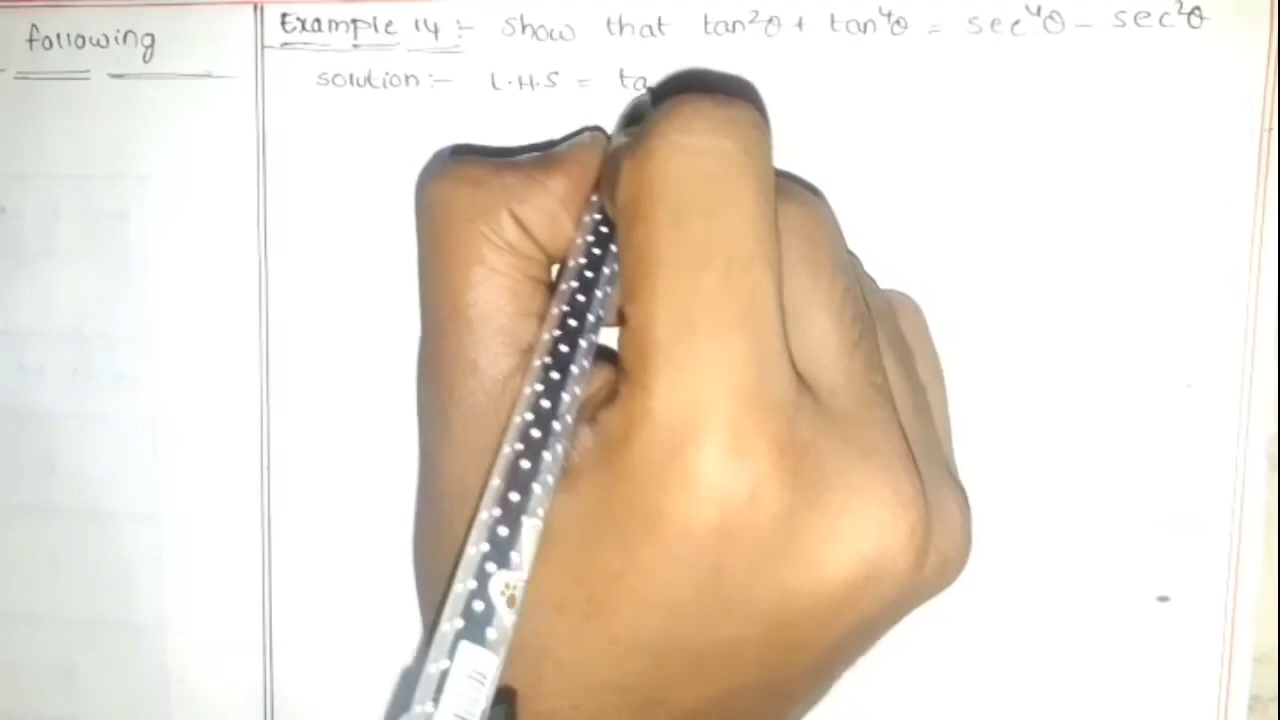 following
Example 14 :- show that tan²θ + tan⁴θ = sec⁴θ - sec²θ
solution :- L.H.S = ta